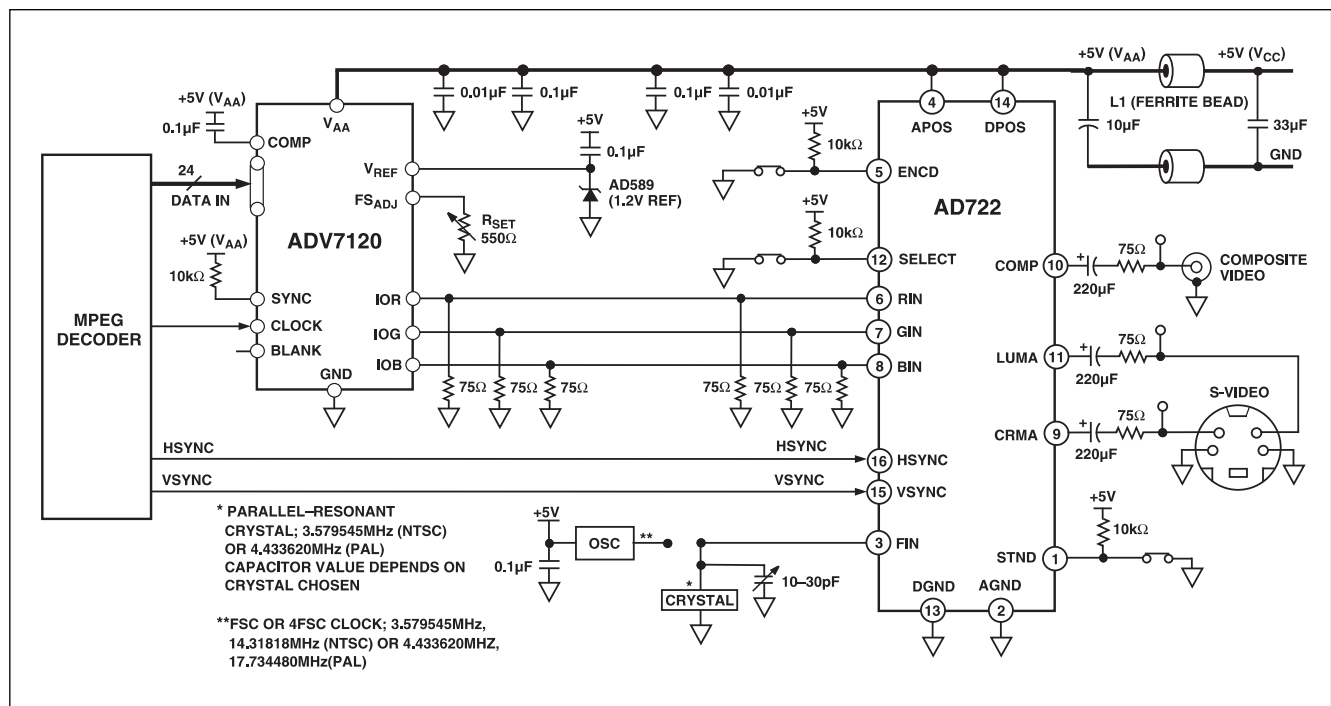 +5V (VAA)
+5V (VCC)
+5V (VAA)
0.1µF
VAA
0.01µF
0.1µF
0.1µF
0.01µF
4
APOS
14
DPOS
L1 (FERRITE BEAD)
10µF
33µF
GND
COMP
24
DATA IN
ADV7120
VREF
FSADJ
RSET
550Ω
+5V
0.1µF
AD589
(1.2V REF)
+5V
10kΩ
5
ENCD
AD722
+5V
10kΩ
12
SELECT
MPEG
DECODER
+5V (VAA)
10kΩ
SYNC
CLOCK
BLANK
GND
IOR
IOG
IOB
75Ω
75Ω
75Ω
75Ω
75Ω
75Ω
6
RIN
7
GIN
8
BIN
COMP
10
+
220µF
75Ω
COMPOSITE
VIDEO
LUMA
11
+
220µF
75Ω
S-VIDEO
CRMA
9
+
220µF
75Ω
HSYNC
HSYNC
16
HSYNC
VSYNC
VSYNC
15
VSYNC
* PARALLEL–RESONANT
CRYSTAL; 3.579545MHz (NTSC)
OR 4.433620MHz (PAL)
CAPACITOR VALUE DEPENDS ON
CRYSTAL CHOSEN
+5V
OSC
**
0.1µF
3
FIN
*
CRYSTAL
10–30pF
+5V
10kΩ
STND
1
DGND
13
AGND
2
**FSC OR 4FSC CLOCK; 3.579545MHz,
14.31818MHz (NTSC) OR 4.433620MHZ,
17.734480MHz(PAL)